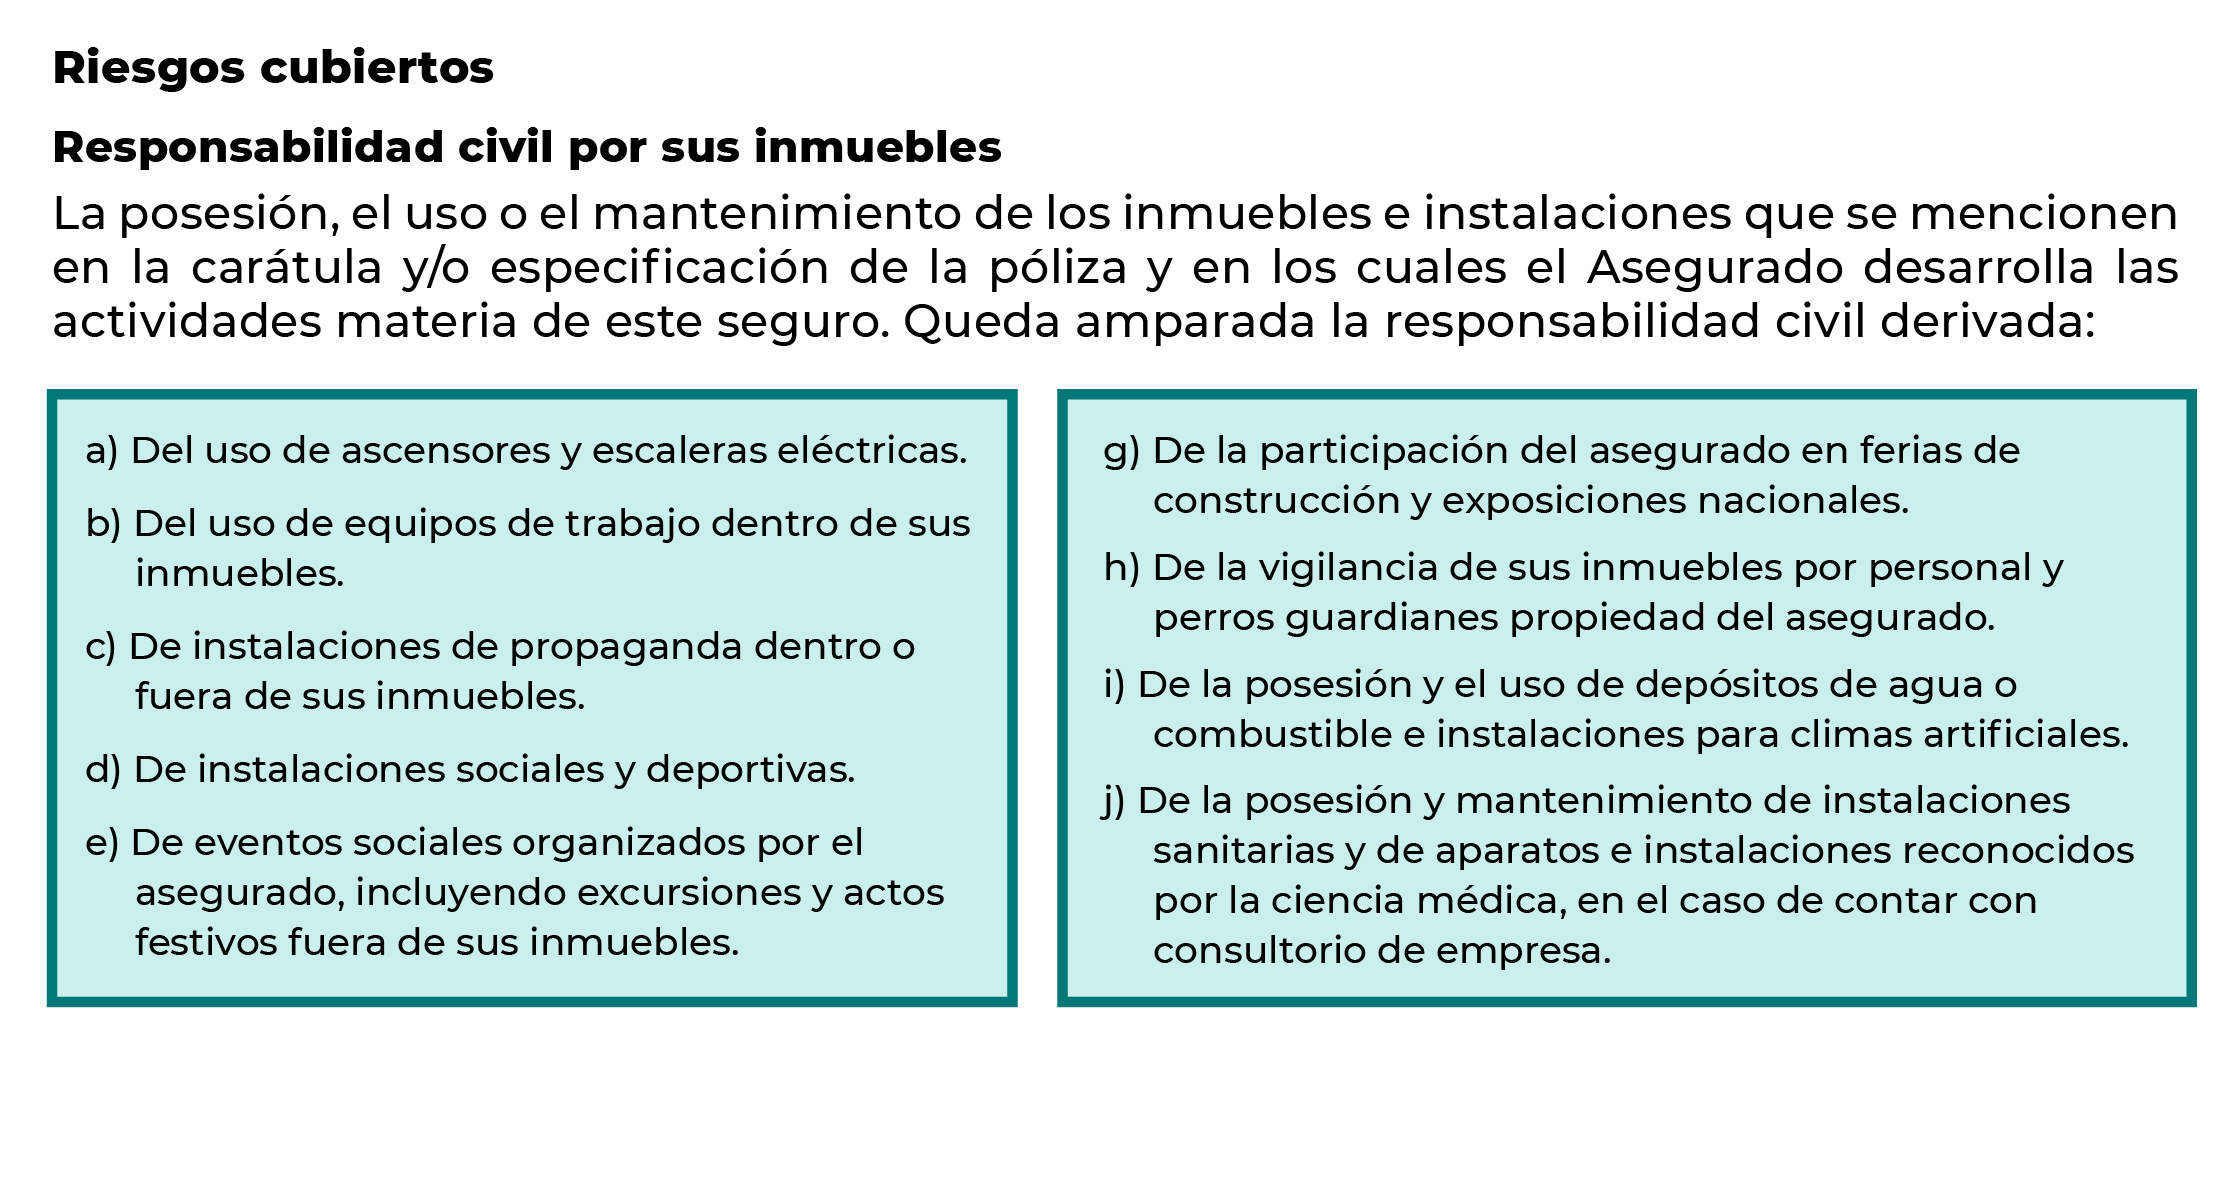 Riesgos cubiertos
Responsabilidad civil por sus inmuebles
La posesión, el uso o el mantenimiento de los inmuebles e instalaciones que se mencionen
en la carátula y/o especificación de la póliza y en los cuales el Asegurado desarrolla las
actividades materia de este seguro. Queda amparada la responsabilidad civil derivada:
a) Del uso de ascensores y escaleras eléctricas.
b) Del uso de equipos de trabajo dentro de sus
inmuebles.
c) De instalaciones de propaganda dentro o
fuera de sus inmuebles.
d) De instalaciones sociales y deportivas.
e) De eventos sociales organizados por el
asegurado, incluyendo excursiones y actos
festivos fuera de sus inmuebles.
g) De la participación del asegurado en ferias de
construcción y exposiciones nacionales.
h) De la vigilancia de sus inmuebles por personal y
perros guardianes propiedad del asegurado.
i) De la posesión y el uso de depósitos de agua o
combustible e instalaciones para climas artificiales.
j) De la posesión y mantenimiento de instalaciones
sanitarias y de aparatos e instalaciones reconocidos
por la ciencia médica, en el caso de contar con
consultorio de empresa.